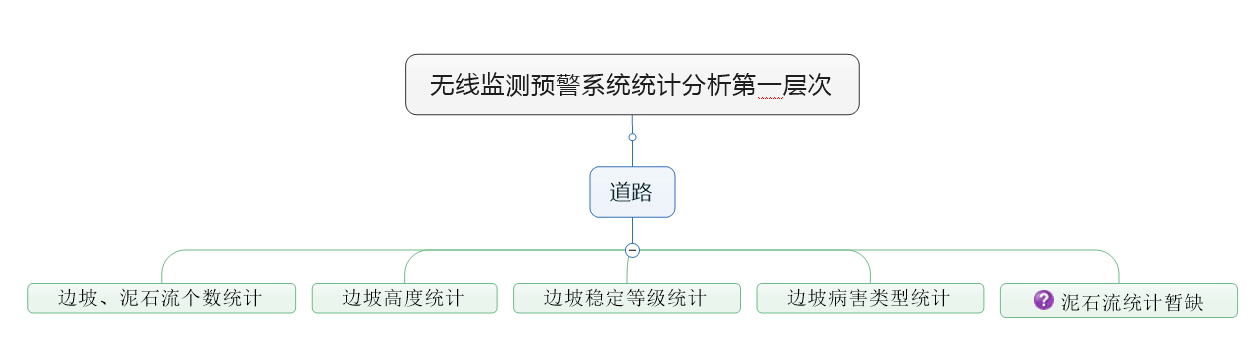 无线监测预警系统统计分析第一层次
道路
边坡、泥石流个数统计
边坡高度统计
边坡稳定等级统计
边坡病害类型统计
泥石流统计暂缺